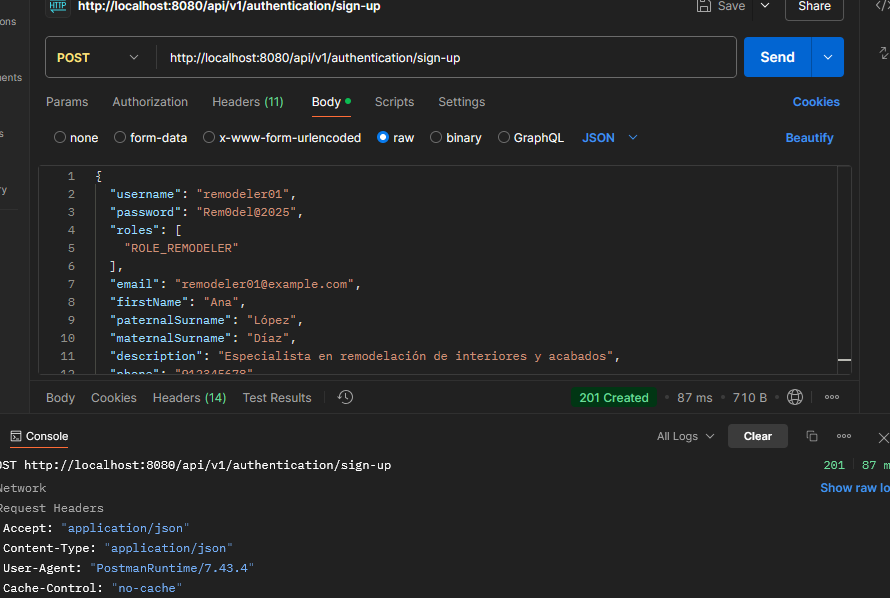 HTTP http://localhost:8080/api/v1/authentication/sign-up Save Share
ons
POST http://localhost:8080/api/v1/authentication/sign-up Send
ents
Params Authorization Headers (11) Body Scripts Settings Cookies
s
none form-data x-www-form-urlencoded raw binary GraphQL JSON Beautify
1 {
ry
2 "username": "remodeler01",
3 "password": "Rem0del@2025",
4 "roles": [
5 "ROLE_REMODELER"
6 ],
7 "email": "remodeler01@example.com",
8 "firstName": "Ana",
9 "paternalSurname": "López",
10 "maternalSurname": "Díaz",
11 "description": "Especialista en remodelación de interiores y acabados",
12 "phone": "912345678"
Body Cookies Headers (14) Test Results 201 Created 87 ms 710 B
Console All Logs Clear
OST http://localhost:8080/api/v1/authentication/sign-up 201 87 m
Network Show raw lo
Request Headers
Accept: "application/json"
Content-Type: "application/json"
User-Agent: "PostmanRuntime/7.43.4"
Cache-Control: "no-cache"